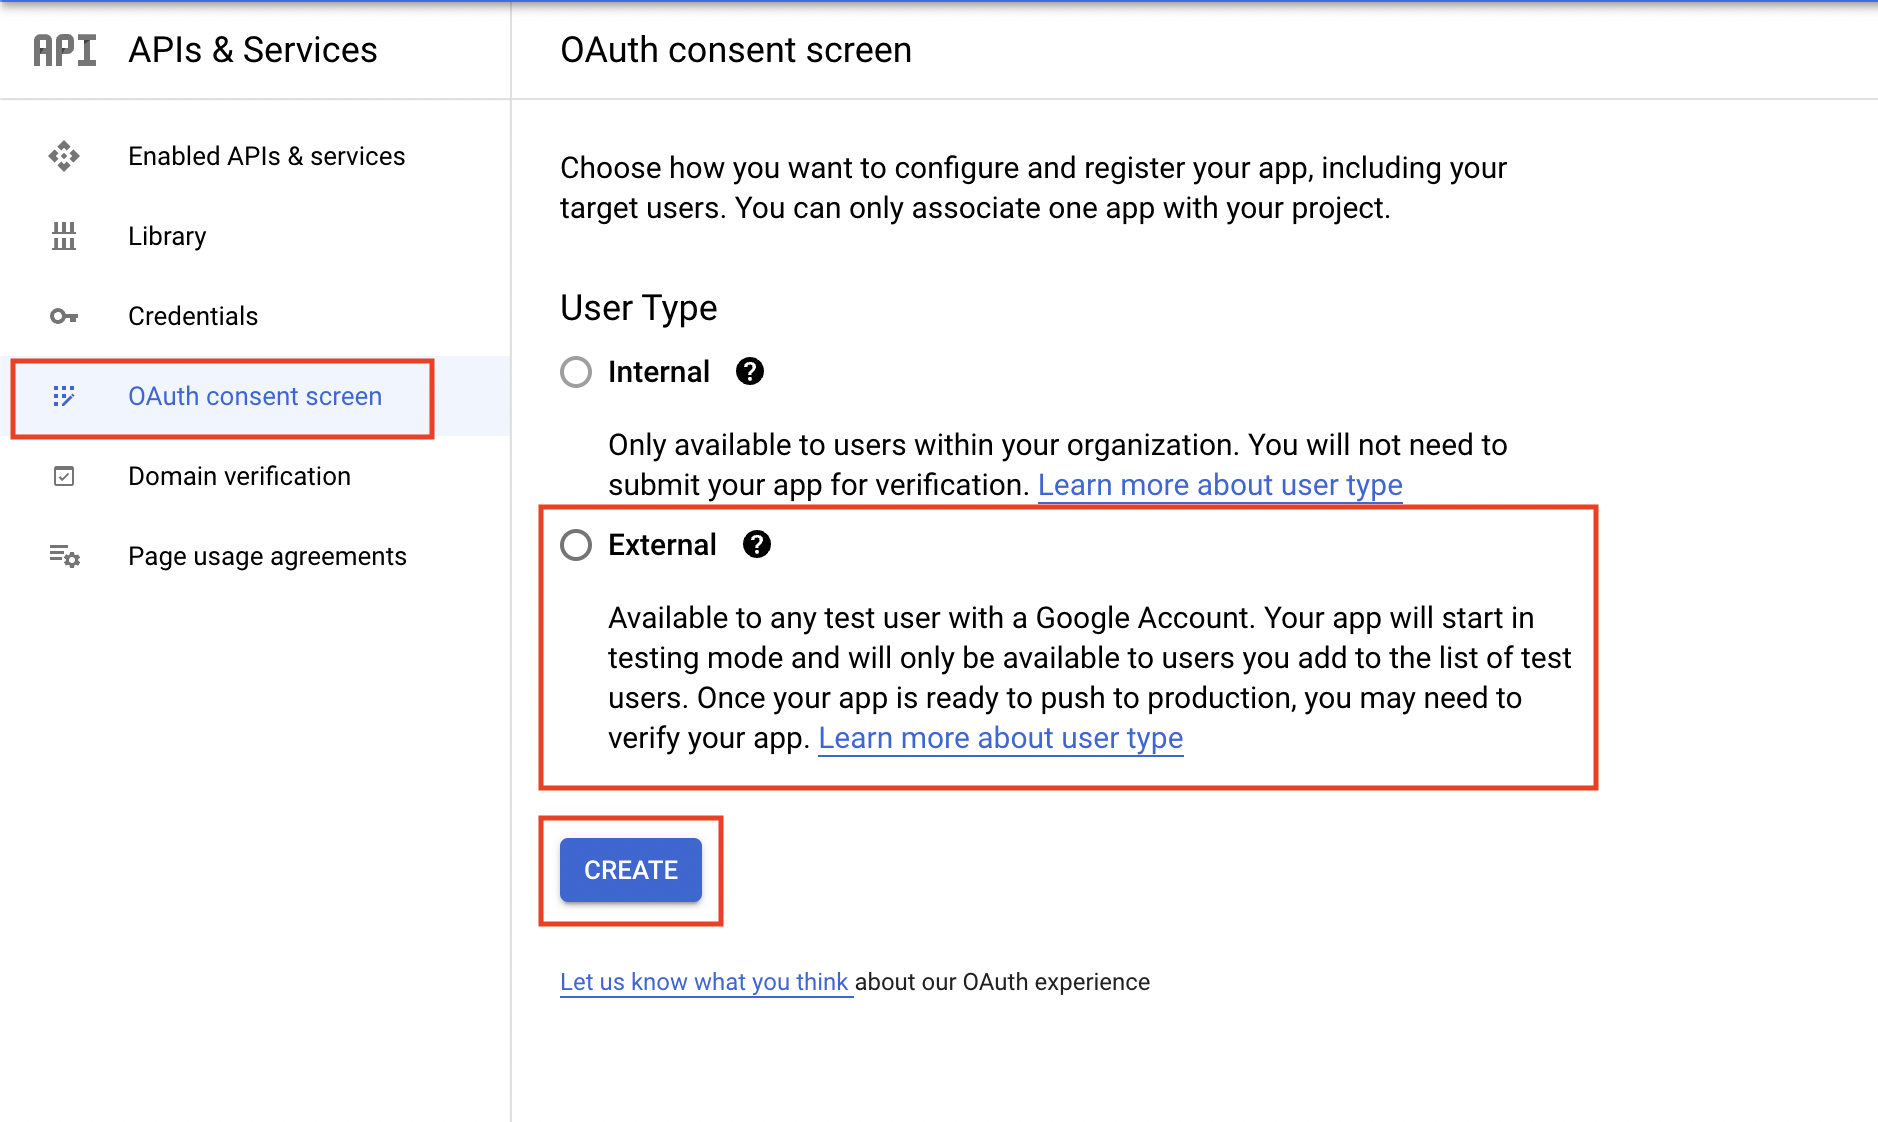 API APIs & Services
OAuth consent screen
Enabled APIs & services
Library
Credentials
OAuth consent screen
Domain verification
Page usage agreements
Choose how you want to configure and register your app, including your
target users. You can only associate one app with your project.
User Type
Internal ?
Only available to users within your organization. You will not need to
submit your app for verification. Learn more about user type
External ?
Available to any test user with a Google Account. Your app will start in
testing mode and will only be available to users you add to the list of test
users. Once your app is ready to push to production, you may need to
verify your app. Learn more about user type
CREATE
Let us know what you think about our OAuth experience